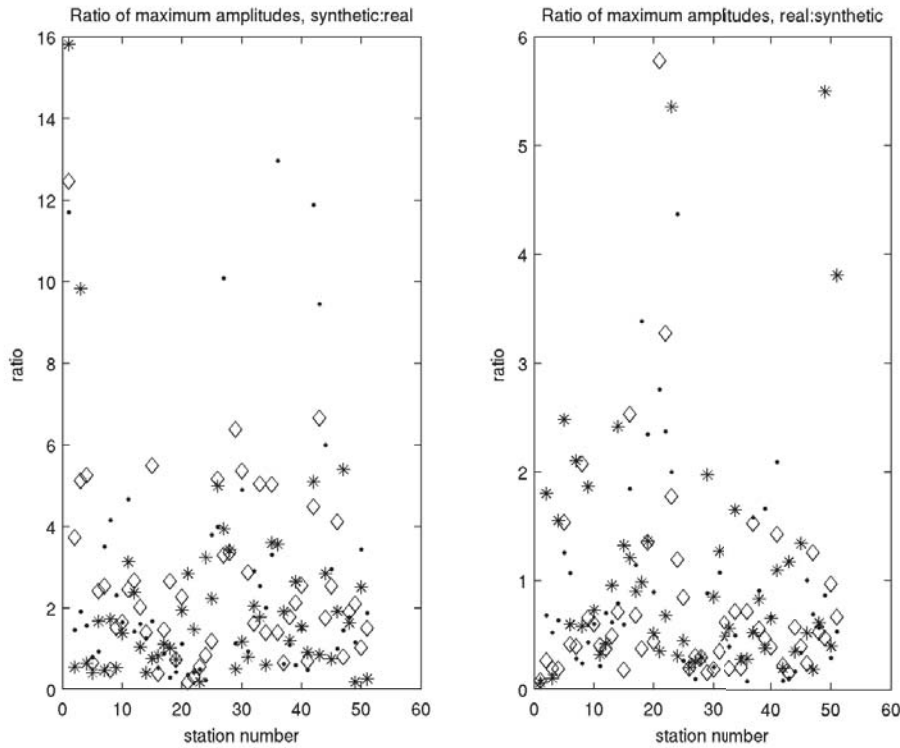 Ratio of maximum amplitudes, synthetic:real
16
14
12
10
8
6
4
2
0
ratio
0 10 20 30 40 50 60
station number
Ratio of maximum amplitudes, real:synthetic
6
5
4
3
2
1
0
ratio
0 10 20 30 40 50 60
station number